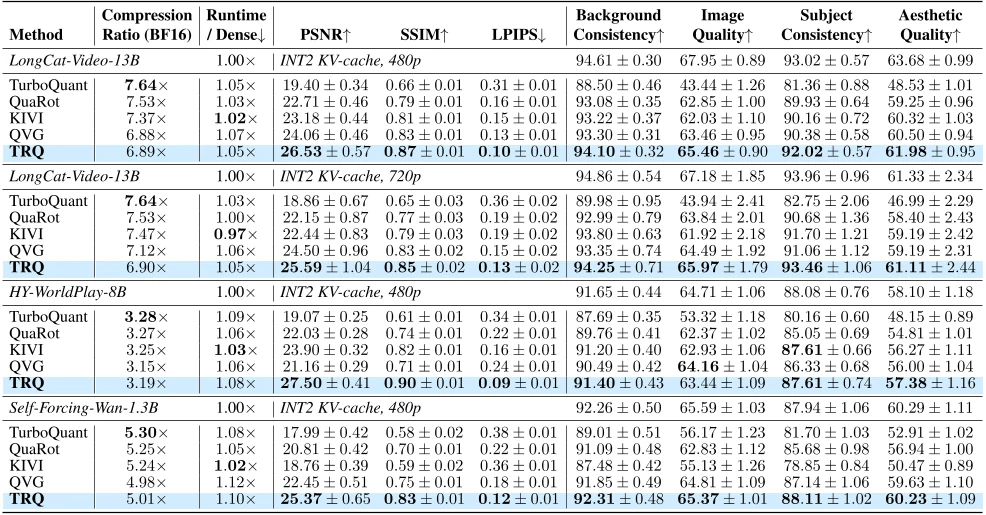 Compression Runtime Background Image Subject Aesthetic
Method Ratio (BF16) / Dense↓ PSNR↑ SSIM↑ LPIPS↓ Consistency↑ Quality↑ Consistency↑ Quality↑
LongCat-Video-13B 1.00× INT2 KV-cache, 480p 94.61 ± 0.30 67.95 ± 0.89 93.02 ± 0.57 63.68 ± 0.99
TurboQuant 7.64× 1.05× 19.40 ± 0.34 0.66 ± 0.01 0.31 ± 0.01 88.50 ± 0.46 43.44 ± 1.26 81.36 ± 0.88 48.53 ± 1.01
QuaRot 7.53× 1.03× 22.71 ± 0.46 0.79 ± 0.01 0.16 ± 0.01 93.08 ± 0.35 62.85 ± 1.00 89.93 ± 0.64 59.25 ± 0.96
KIVI 7.37× 1.02× 23.18 ± 0.44 0.81 ± 0.01 0.15 ± 0.01 93.22 ± 0.37 62.03 ± 1.10 90.16 ± 0.72 60.32 ± 1.03
QVG 6.88× 1.07× 24.06 ± 0.46 0.83 ± 0.01 0.13 ± 0.01 93.30 ± 0.31 63.46 ± 0.95 90.38 ± 0.58 60.50 ± 0.94
TRQ 6.89× 1.05× 26.53 ± 0.57 0.87 ± 0.01 0.10 ± 0.01 94.10 ± 0.32 65.46 ± 0.90 92.02 ± 0.57 61.98 ± 0.95
LongCat-Video-13B 1.00× INT2 KV-cache, 720p 94.86 ± 0.54 67.18 ± 1.85 93.96 ± 0.96 61.33 ± 2.34
TurboQuant 7.64× 1.03× 18.86 ± 0.67 0.65 ± 0.03 0.36 ± 0.02 89.98 ± 0.95 43.94 ± 2.41 82.75 ± 2.06 46.99 ± 2.29
QuaRot 7.53× 1.00× 22.15 ± 0.87 0.77 ± 0.03 0.19 ± 0.02 92.99 ± 0.79 63.84 ± 2.01 90.68 ± 1.36 58.40 ± 2.43
KIVI 7.47× 0.97× 22.44 ± 0.83 0.79 ± 0.03 0.19 ± 0.02 93.80 ± 0.63 61.92 ± 2.18 91.70 ± 1.21 59.19 ± 2.42
QVG 7.12× 1.06× 24.50 ± 0.96 0.83 ± 0.02 0.15 ± 0.02 93.35 ± 0.74 64.49 ± 1.92 91.06 ± 1.12 59.19 ± 2.31
TRQ 6.90× 1.05× 25.59 ± 1.04 0.85 ± 0.02 0.13 ± 0.02 94.25 ± 0.71 65.97 ± 1.79 93.46 ± 1.06 61.11 ± 2.44
HY-WorldPlay-8B 1.00× INT2 KV-cache, 480p 91.65 ± 0.44 64.71 ± 1.06 88.08 ± 0.76 58.10 ± 1.18
TurboQuant 3.28× 1.09× 19.07 ± 0.25 0.61 ± 0.01 0.34 ± 0.01 87.69 ± 0.35 53.32 ± 1.18 80.16 ± 0.60 48.15 ± 0.89
QuaRot 3.27× 1.06× 22.03 ± 0.28 0.74 ± 0.01 0.22 ± 0.01 89.76 ± 0.41 62.37 ± 1.02 85.05 ± 0.69 54.81 ± 1.01
KIVI 3.25× 1.03× 23.90 ± 0.32 0.82 ± 0.01 0.16 ± 0.01 91.20 ± 0.40 62.93 ± 1.06 87.61 ± 0.66 56.27 ± 1.11
QVG 3.15× 1.06× 21.16 ± 0.29 0.71 ± 0.01 0.24 ± 0.01 90.49 ± 0.42 64.16 ± 1.04 86.33 ± 0.68 56.00 ± 1.04
TRQ 3.19× 1.08× 27.50 ± 0.41 0.90 ± 0.01 0.09 ± 0.01 91.40 ± 0.43 63.44 ± 1.09 87.61 ± 0.74 57.38 ± 1.16
Self-Forcing-Wan-1.3B 1.00× INT2 KV-cache, 480p 92.26 ± 0.50 65.59 ± 1.03 87.94 ± 1.06 60.29 ± 1.11
TurboQuant 5.30× 1.08× 17.99 ± 0.42 0.58 ± 0.02 0.38 ± 0.01 89.01 ± 0.51 56.17 ± 1.23 81.70 ± 1.03 52.91 ± 1.02
QuaRot 5.25× 1.05× 20.81 ± 0.42 0.70 ± 0.01 0.22 ± 0.01 91.09 ± 0.48 62.83 ± 1.12 85.68 ± 0.98 56.94 ± 1.00
KIVI 5.24× 1.02× 18.76 ± 0.39 0.59 ± 0.02 0.36 ± 0.01 87.48 ± 0.42 55.13 ± 1.26 78.85 ± 0.84 50.47 ± 0.89
QVG 4.98× 1.12× 22.45 ± 0.51 0.75 ± 0.01 0.18 ± 0.01 91.85 ± 0.49 64.81 ± 1.09 87.14 ± 1.06 59.63 ± 1.10
TRQ 5.01× 1.10× 25.37 ± 0.65 0.83 ± 0.01 0.12 ± 0.01 92.31 ± 0.48 65.37 ± 1.01 88.11 ± 1.02 60.23 ± 1.09